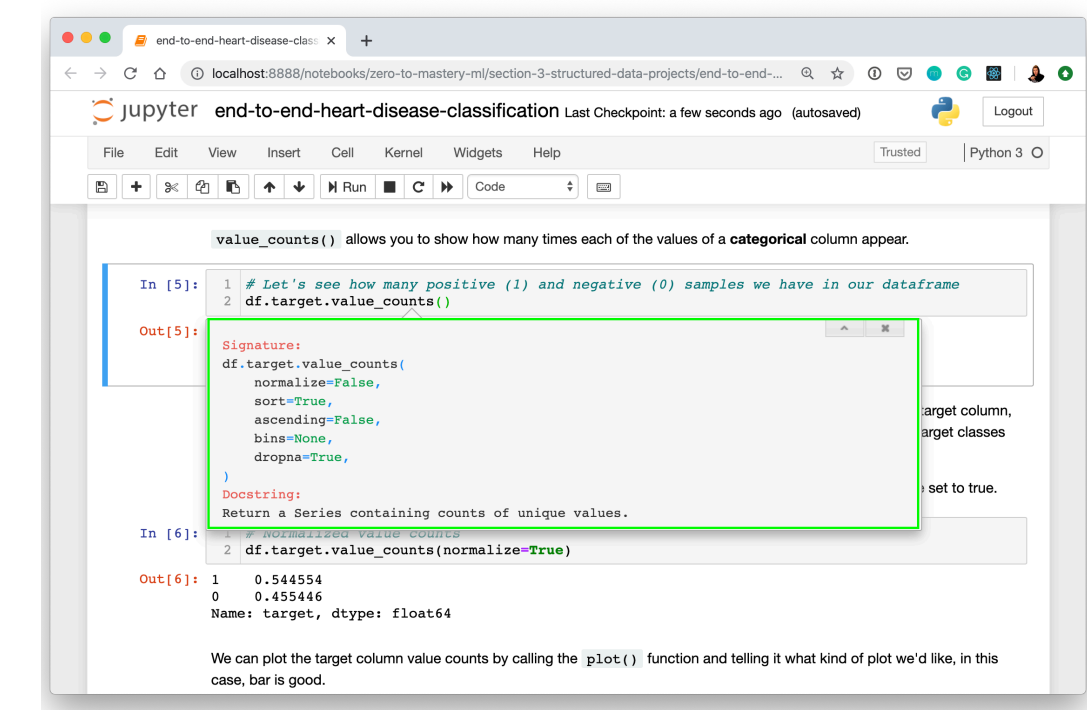 end-to-end-heart-disease-class
localhost:8888/notebooks/zero-to-mastery-ml/section-3-structured-data-projects/end-to-end-...
jupyter end-to-end-heart-disease-classification Last Checkpoint: a few seconds ago (autosaved) Logout
File Edit View Insert Cell Kernel Widgets Help Trusted Python 3
Run Code
value_counts() allows you to show how many times each of the values of a categorical column appear.
In [5]: 1 # Let's see how many positive (1) and negative (0) samples we have in our dataframe
2 df.target.value_counts()
Out[5]:
Signature:
df.target.value_counts(
normalize=False,
sort=True,
ascending=False,
bins=None,
dropna=True,
)
Docstring:
Return a Series containing counts of unique values.
target column,
target classes
set to true.
In [6]: 1 # Normalized value counts
2 df.target.value_counts(normalize=True)
Out[6]: 1 0.544554
0 0.455446
Name: target, dtype: float64
We can plot the target column value counts by calling the plot() function and telling it what kind of plot we'd like, in this
case, bar is good.